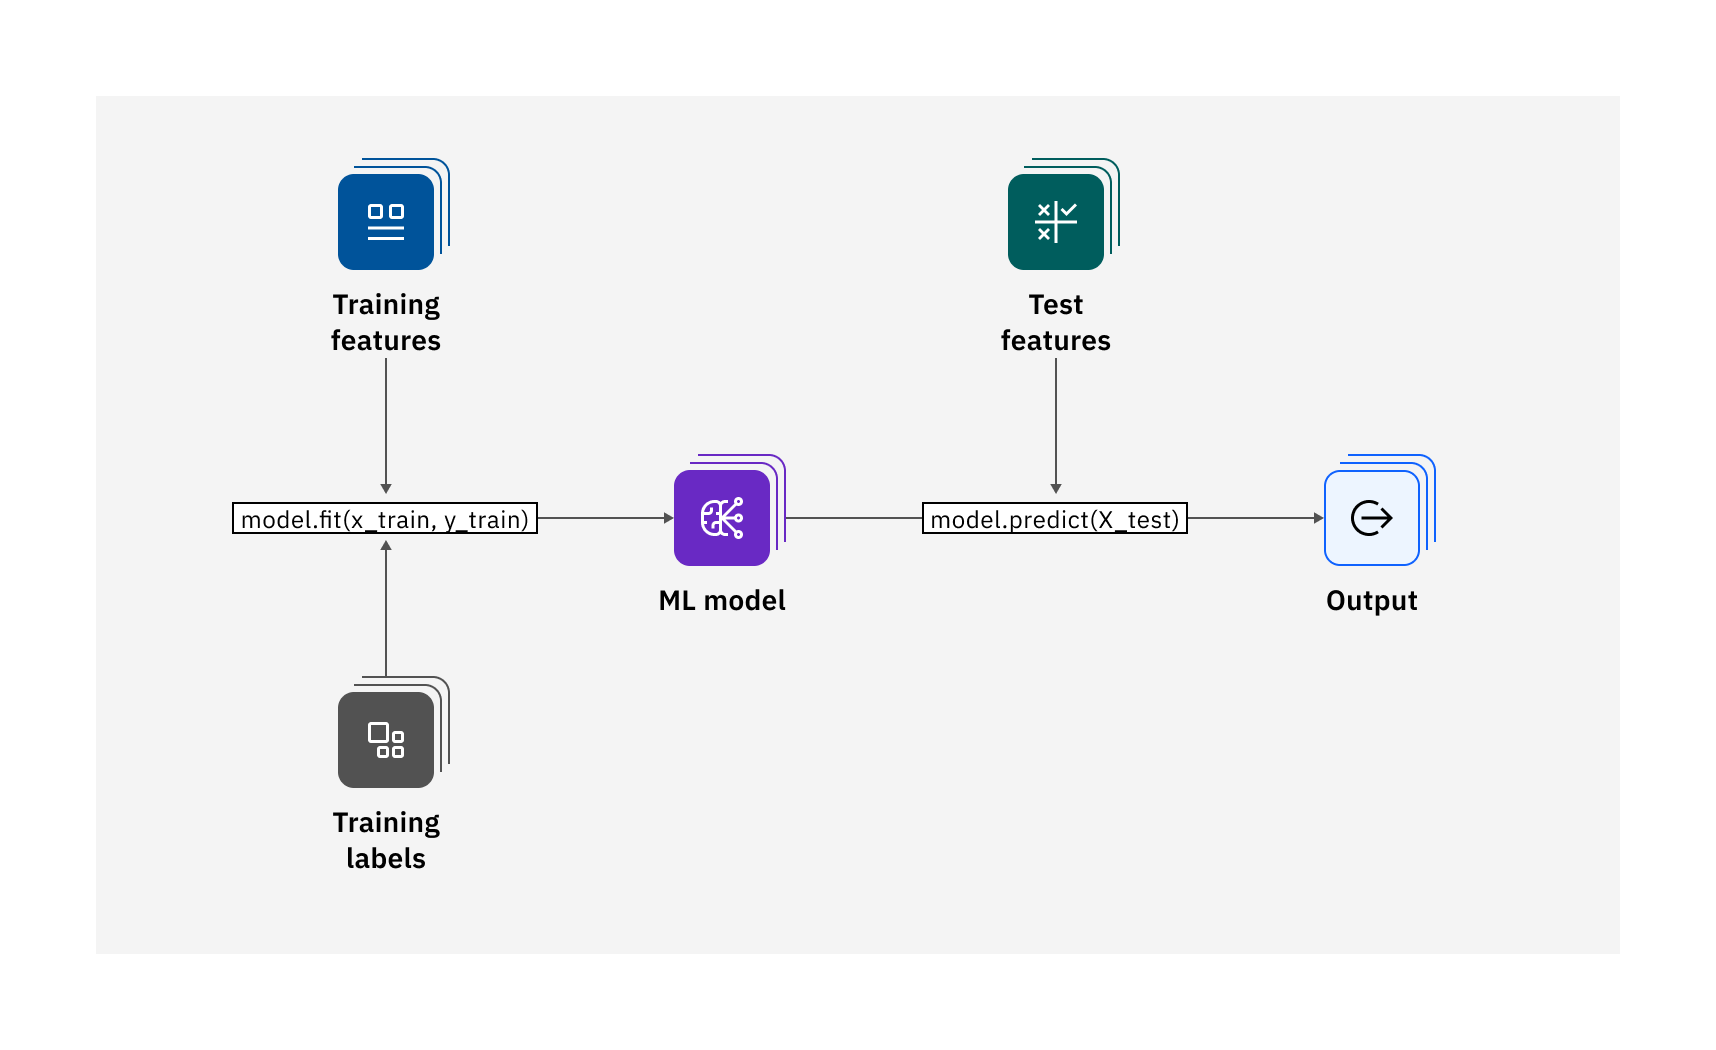 Training
features
Test
features
model.fit(x_train, y_train)
model.predict(X_test)
ML model
Output
Training
labels